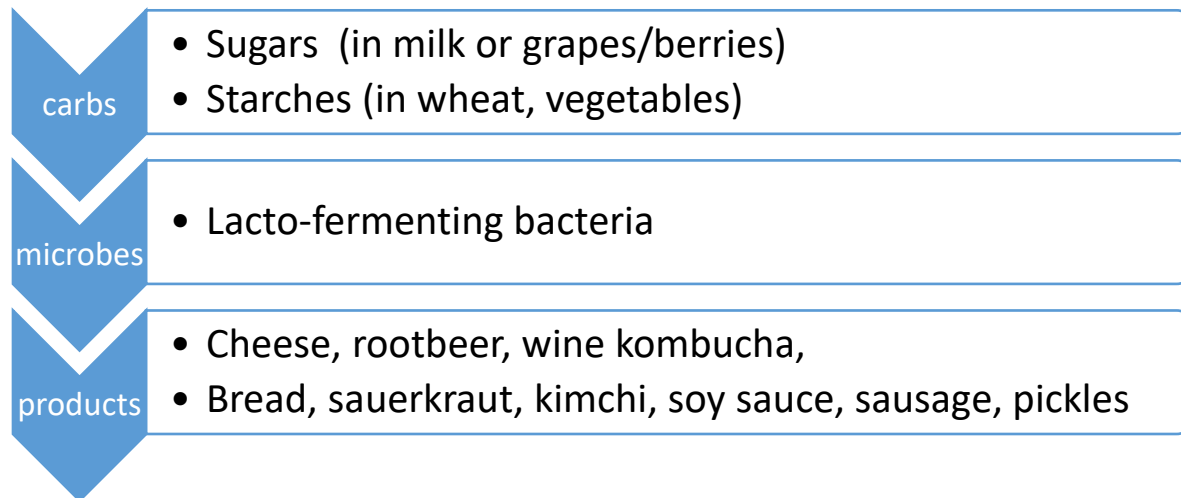 carbs
• Sugars (in milk or grapes/berries)
• Starches (in wheat, vegetables)
microbes
• Lacto-fermenting bacteria
products
• Cheese, rootbeer, wine kombucha,
• Bread, sauerkraut, kimchi, soy sauce, sausage, pickles